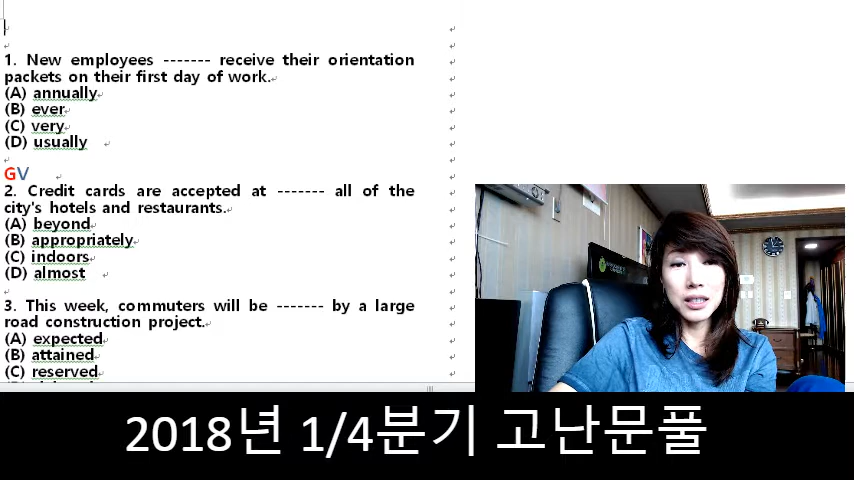 1. New employees ------- receive their orientation
packets on their first day of work.
(A) annually
(B) ever
(C) very
(D) usually
GV
2. Credit cards are accepted at ------- all of the
city's hotels and restaurants.
(A) beyond
(B) appropriately
(C) indoors
(D) almost
3. This week, commuters will be ------- by a large
road construction project.
(A) expected
(B) attained
(C) reserved
2018년 1/4분기 고난문풀